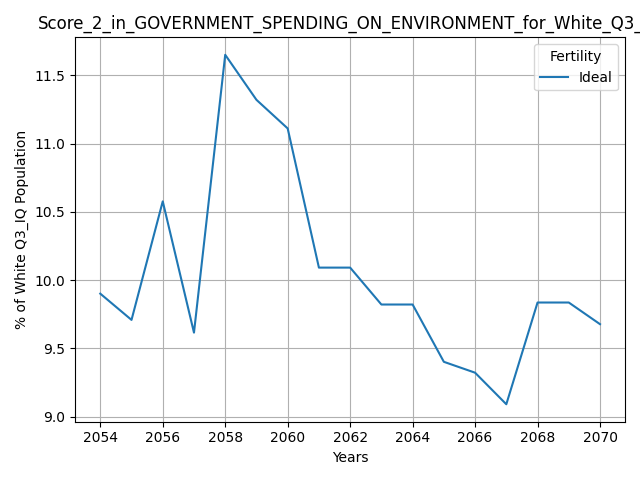 Score_2_in_GOVERNMENT_SPENDING_ON_ENVIRONMENT_for_White_Q3_
Fertility
Ideal
11.5
11.0
10.5
10.0
9.5
9.0
% of White Q3_IQ Population
2054 2056 2058 2060 2062 2064 2066 2068 2070
Years